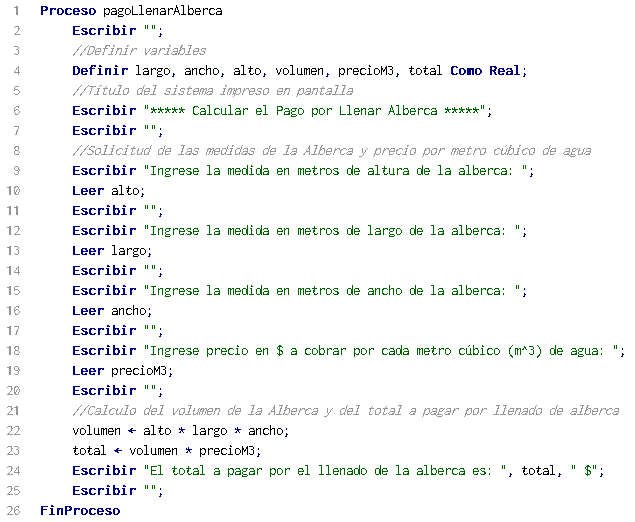 1 Proceso pagoLlenarAlberca
2 Escribir "";
3 //Definir variables
4 Definir largo, ancho, alto, volumen, precioM3, total Como Real;
5 //Título del sistema impreso en pantalla
6 Escribir "***** Calcular el Pago por Llenar Alberca *****";
7 Escribir "";
8 //Solicitud de las medidas de la Alberca y precio por metro cúbico de agua
9 Escribir "Ingrese la medida en metros de altura de la alberca: ";
10 Leer alto;
11 Escribir "";
12 Escribir "Ingrese la medida en metros de largo de la alberca: ";
13 Leer largo;
14 Escribir "";
15 Escribir "Ingrese la medida en metros de ancho de la alberca: ";
16 Leer ancho;
17 Escribir "";
18 Escribir "Ingrese precio en $ a cobrar por cada metro cúbico (m^3) de agua: ";
19 Leer precioM3;
20 Escribir "";
21 //Calculo del volumen de la Alberca y del total a pagar por llenado de alberca
22 volumen ← alto * largo * ancho;
23 total ← volumen * precioM3;
24 Escribir "El total a pagar por el llenado de la alberca es: ", total, " $";
25 Escribir "";
26 FinProceso